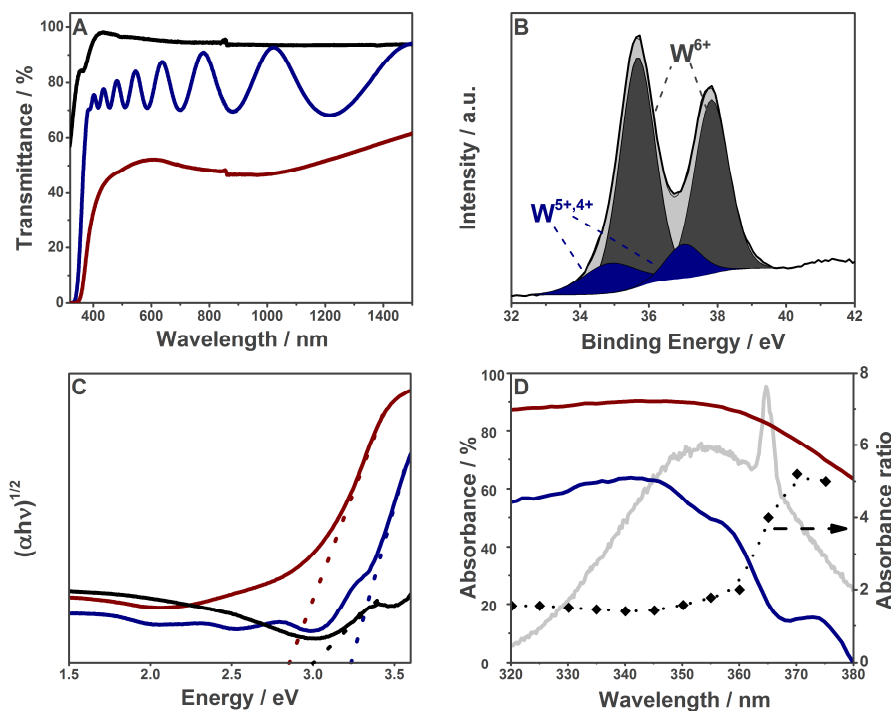 A
Transmittance / %
100
80
60
40
20
0
400 600 800 1000 1200 1400
Wavelength / nm
B
Intensity / a.u.
W6+
W5+,4+
32 34 36 38 40 42
Binding Energy / eV
C
(αhν)1/2
1.5 2.0 2.5 3.0 3.5
Energy / eV
D
Absorbance / %
100
80
60
40
20
0
8
6
4
2
0
Absorbance ratio
320 330 340 350 360 370 380
Wavelength / nm